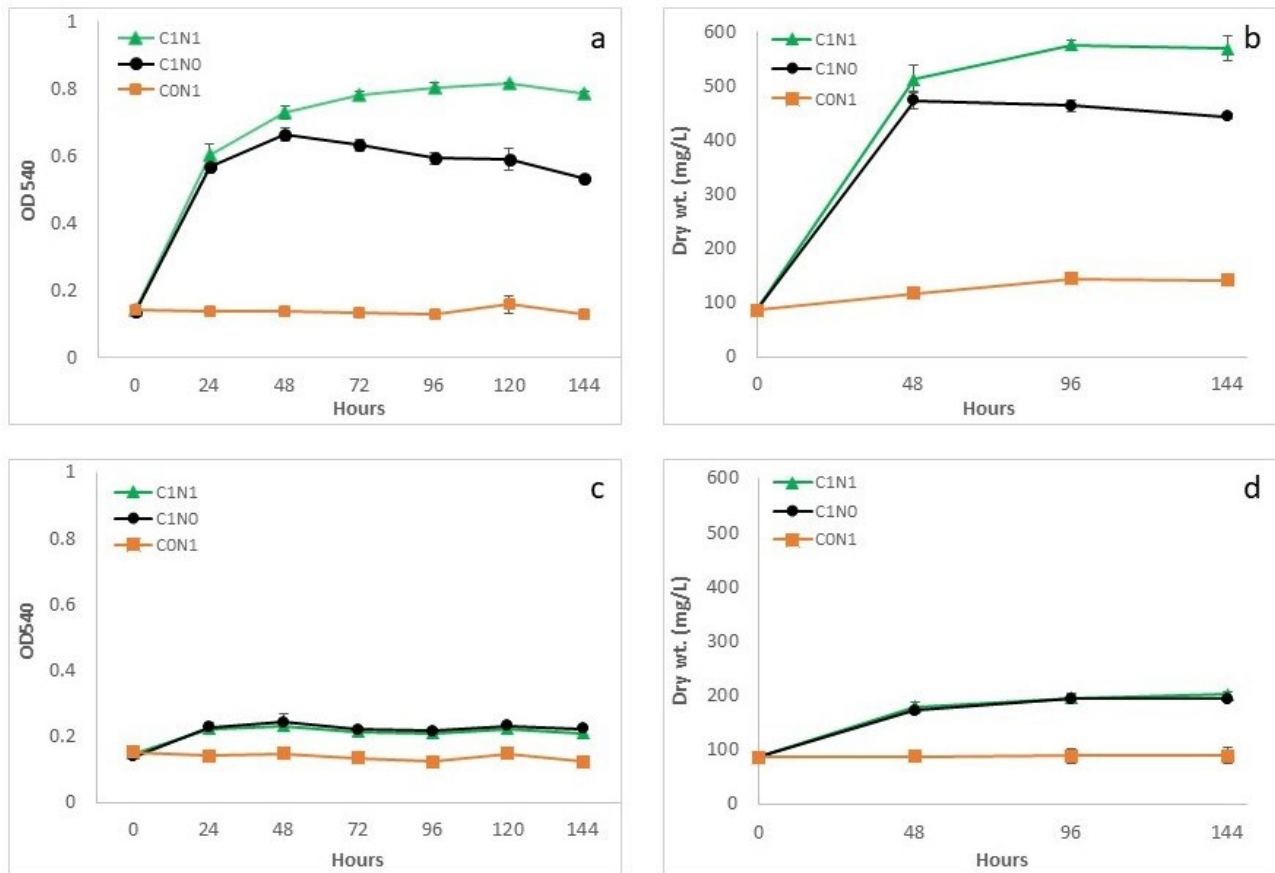 a
C1N1
C1N0
C0N1
OD540
1
0.8
0.6
0.4
0.2
0
0 24 48 72 96 120 144
Hours
b
C1N1
C1N0
C0N1
Dry wt. (mg/L)
600
500
400
300
200
100
0
0 48 96 144
Hours
c
C1N1
C1N0
C0N1
OD540
1
0.8
0.6
0.4
0.2
0
0 24 48 72 96 120 144
Hours
d
C1N1
C1N0
C0N1
Dry wt. (mg/L)
600
500
400
300
200
100
0
0 48 96 144
Hours